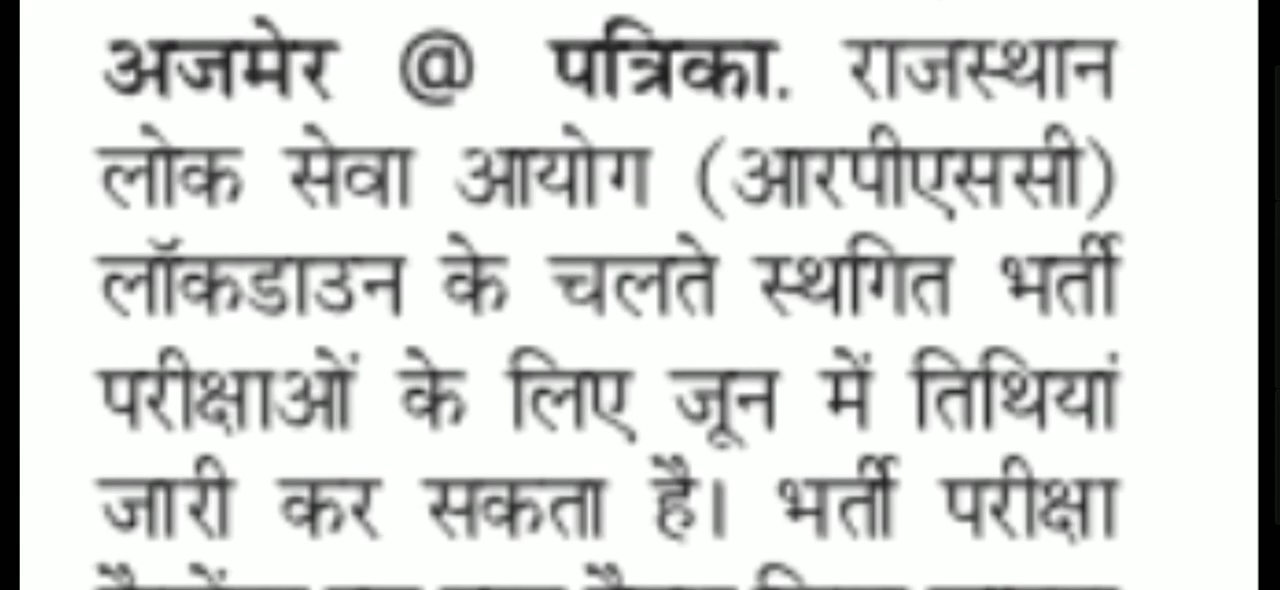 अजमेर @ पत्रिका. राजस्थान
लोक सेवा आयोग (आरपीएससी)
लॉकडाउन के चलते स्थगित भर्ती
परीक्षाओं के लिए जून में तिथियां
जारी कर सकता है। भर्ती परीक्षा